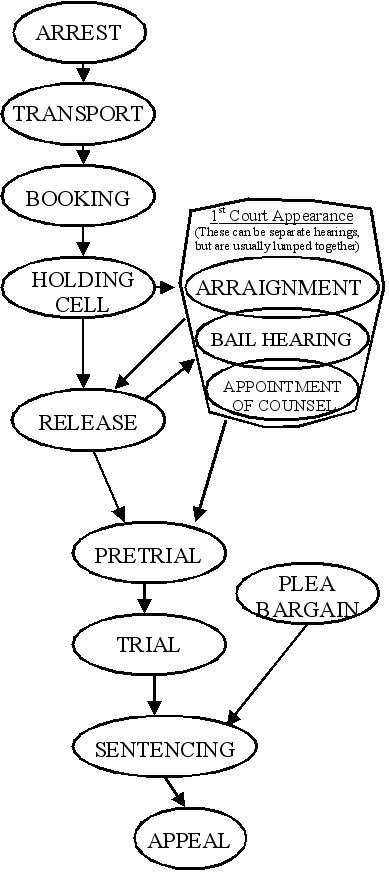 ARREST
TRANSPORT
BOOKING
1st Court Appearance
(These can be separate hearings,
but are usually lumped together)
HOLDING
CELL
ARRAIGNMENT
BAIL HEARING
APPOINTMENT
OF COUNSEL
RELEASE
PRETRIAL
PLEA
BARGAIN
TRIAL
SENTENCING
APPEAL